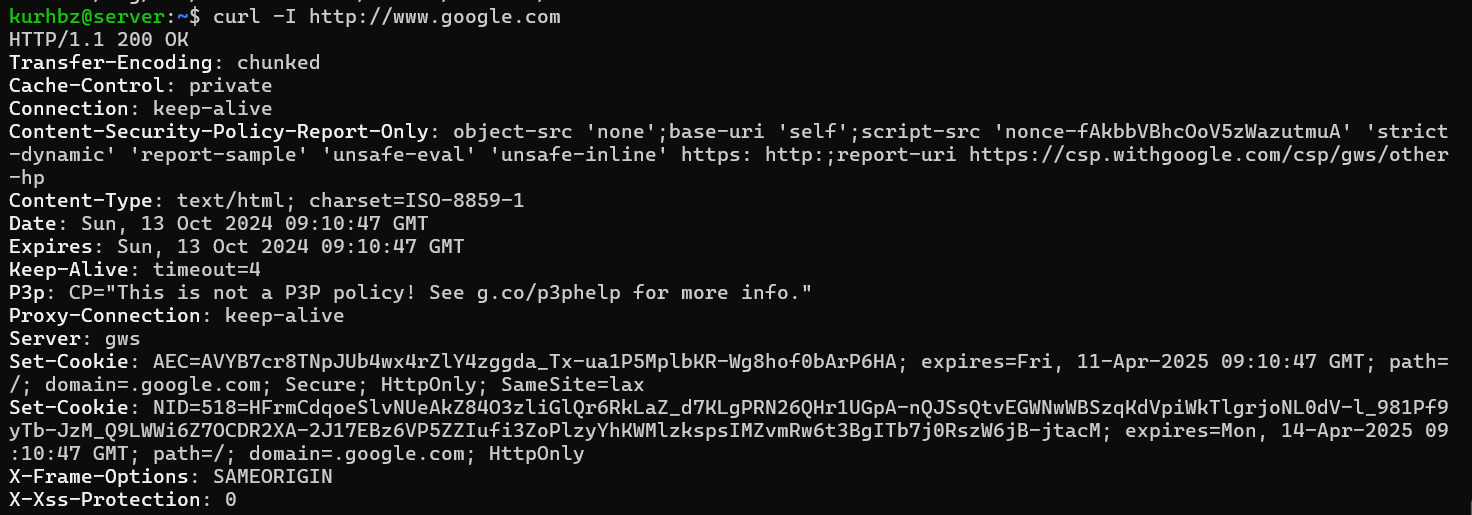 kurhbz@server:~$ curl -I http://www.google.com
HTTP/1.1 200 OK
Transfer-Encoding: chunked
Cache-Control: private
Connection: keep-alive
Content-Security-Policy-Report-Only: object-src 'none';base-uri 'self';script-src 'nonce-fAkbbVBhcOoV5zWazutmuA' 'strict
-dynamic' 'report-sample' 'unsafe-eval' 'unsafe-inline' https: http:;report-uri https://csp.withgoogle.com/csp/gws/other
-hp
Content-Type: text/html; charset=ISO-8859-1
Date: Sun, 13 Oct 2024 09:10:47 GMT
Expires: Sun, 13 Oct 2024 09:10:47 GMT
Keep-Alive: timeout=4
P3p: CP="This is not a P3P policy! See g.co/p3phelp for more info."
Proxy-Connection: keep-alive
Server: gws
Set-Cookie: AEC=AVYB7cr8TNpJUb4wx4rZlY4zggda_Tx-ua1P5MplbKR-Wg8hof0bArP6HA; expires=Fri, 11-Apr-2025 09:10:47 GMT; path=
/; domain=.google.com; Secure; HttpOnly; SameSite=lax
Set-Cookie: NID=518=HFrmCdqoeSlvNUeAkZ84O3zliGlQr6RkLaZ_d7KLgPRN26QHr1UGpA-nQJSsQtvEGWNwWBSzqKdVpiWkTlgrjoNL0dV-l_981Pf9
yTb-JzM_Q9LWWi6Z7OCDR2XA-2J17EBz6VP5ZZIufi3ZoPlzyYhKWMlzkspsIMZvmRw6t3BgITb7j0RszW6jB-jtacM; expires=Mon, 14-Apr-2025 09
:10:47 GMT; path=/; domain=.google.com; HttpOnly
X-Frame-Options: SAMEORIGIN
X-Xss-Protection: 0